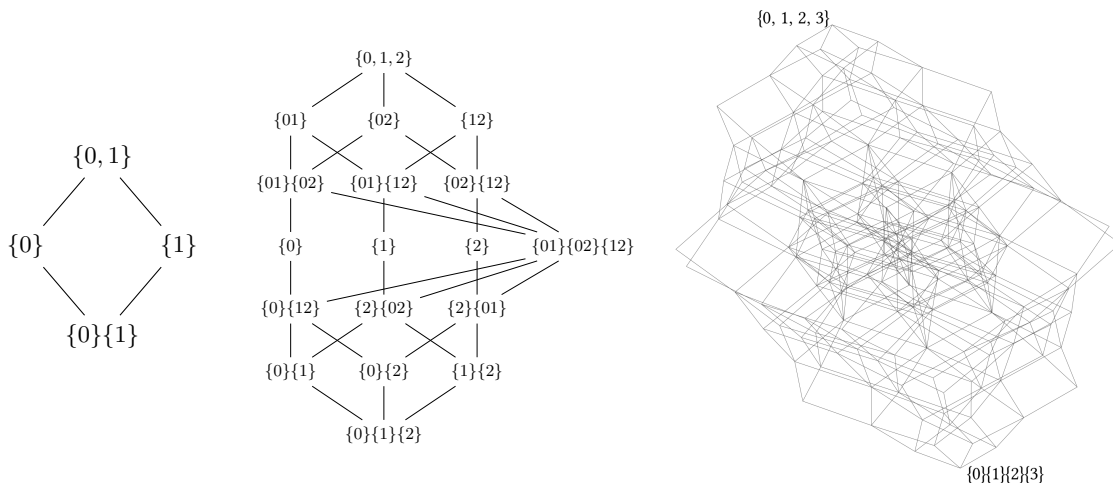 {0, 1}
{0} {1}
{0}{1}
{0, 1, 2}
{01} {02} {12}
{01}{02} {01}{12} {02}{12}
{0} {1} {2} {01}{02}{12}
{0}{12} {2}{02} {2}{01}
{0}{1} {0}{2} {1}{2}
{0}{1}{2}
{0, 1, 2, 3}
{0}{1}{2}{3}